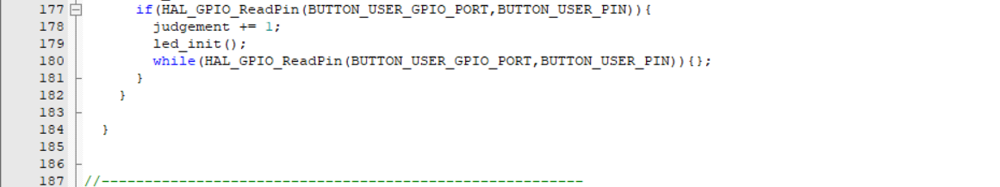 177 if(HAL_GPIO_ReadPin(BUTTON_USER_GPIO_PORT,BUTTON_USER_PIN)){
178 judgement += 1;
179 led_init();
180 while(HAL_GPIO_ReadPin(BUTTON_USER_GPIO_PORT,BUTTON_USER_PIN)){};
181 }
182 }
183
184 }
185
186
187 //--------------------------------------------------------